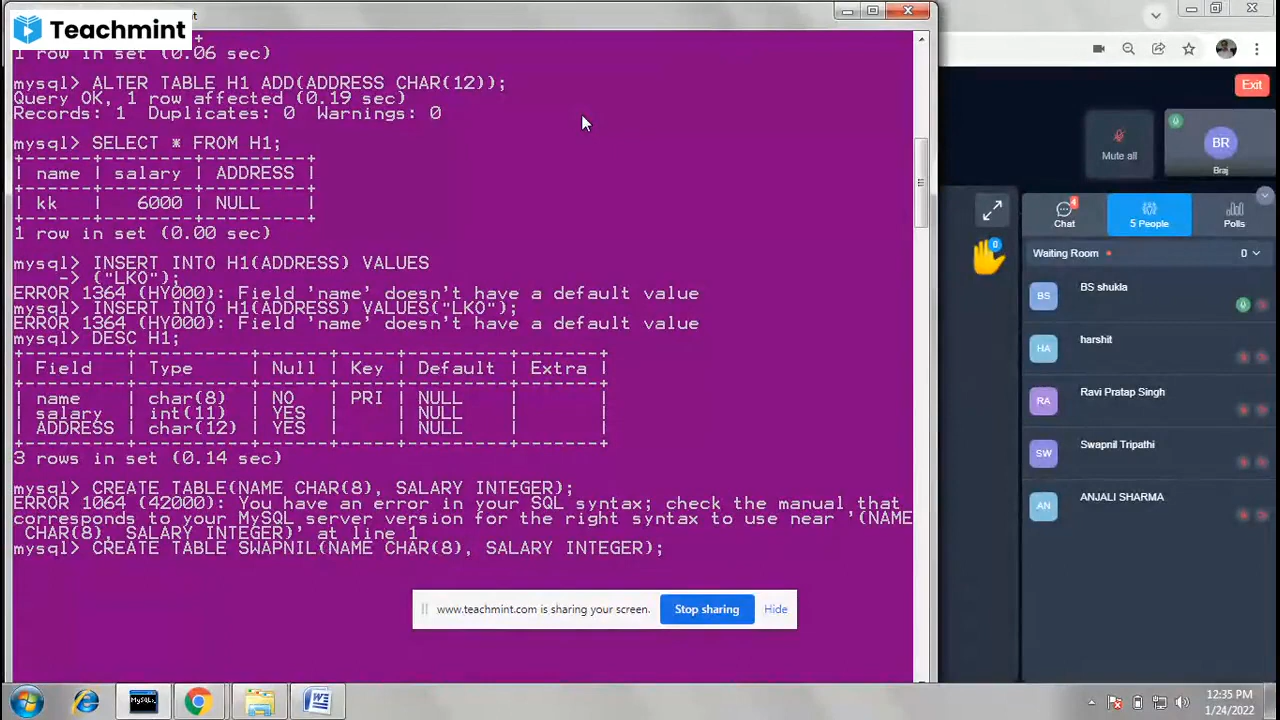 Teachmint
1 row in set (0.06 sec)
mysql> ALTER TABLE H1 ADD(ADDRESS CHAR(12));
Query OK, 1 row affected (0.19 sec)
Records: 1  Duplicates: 0  Warnings: 0
mysql> SELECT * FROM H1;
+------+--------+---------+
| name | salary | ADDRESS |
+------+--------+---------+
| kk   |   6000 | NULL    |
+------+--------+---------+
1 row in set (0.00 sec)
mysql> INSERT INTO H1(ADDRESS) VALUES
    -> ("LKO");
ERROR 1364 (HY000): Field 'name' doesn't have a default value
mysql> INSERT INTO H1(ADDRESS) VALUES("LKO");
ERROR 1364 (HY000): Field 'name' doesn't have a default value
mysql> DESC H1;
+---------+----------+------+-----+---------+-------+
| Field   | Type     | Null | Key | Default | Extra |
+---------+----------+------+-----+---------+-------+
| name    | char(8)  | NO   | PRI | NULL    |       |
| salary  | int(11)  | YES  |     | NULL    |       |
| ADDRESS | char(12) | YES  |     | NULL    |       |
+---------+----------+------+-----+---------+-------+
3 rows in set (0.14 sec)
mysql> CREATE TABLE(NAME CHAR(8), SALARY INTEGER);
ERROR 1064 (42000): You have an error in your SQL syntax; check the manual that
corresponds to your MySQL server version for the right syntax to use near '(NAME
 CHAR(8), SALARY INTEGER)' at line 1
mysql> CREATE TABLE SWAPNIL(NAME CHAR(8), SALARY INTEGER);
www.teachmint.com is sharing your screen. Stop sharing Hide
Exit
Mute all
BR
Braj
4
Chat
5 People
Polls
0
Waiting Room 0
BS BS shukla
HA harshit
RA Ravi Pratap Singh
SW Swapnil Tripathi
AN ANJALI SHARMA
12:35 PM
1/24/2022